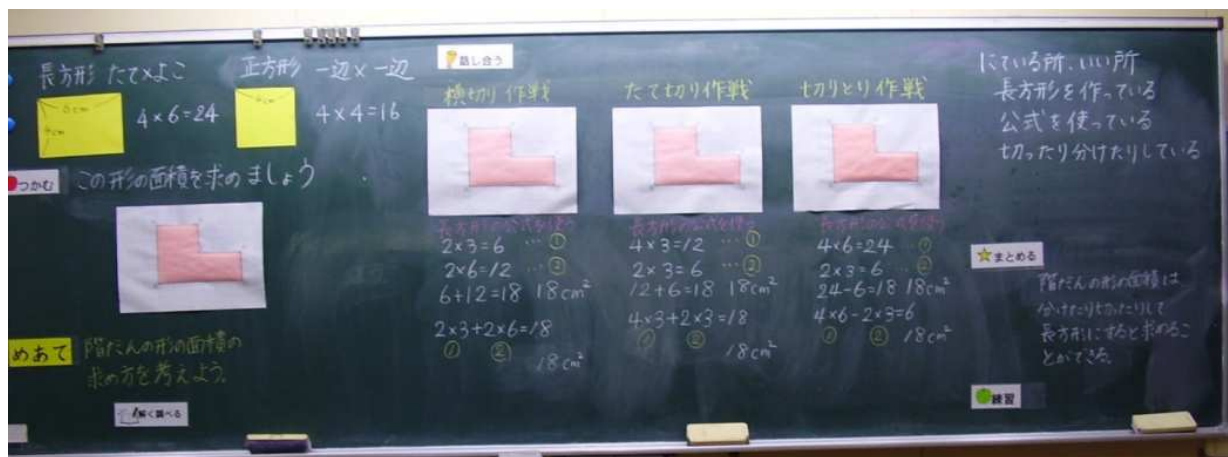 長方形 たて×よこ
6cm
4cm
4×6=24
正方形 一辺×一辺
4cm
4×4=16
つかむ
この形の面積を求めましょう
めあて
階だんの形の面積の
求め方を考えよう。
解く調べる
話し合う
横切り作戦
長方形の公式を使う
2×3=6 … ①
2×6=12 … ②
6+12=18 18cm²
2×3+2×6=18
① ②
18cm²
たて切り作戦
長方形の公式を使う
4×3=12 … ①
2×3=6 … ②
12+6=18 18cm²
4×3+2×3=18
① ②
18cm²
切りとり作戦
長方形の公式を使う
4×6=24 ①
2×3=6 … ②
24-6=18 18cm²
4×6-2×3=6
① ② 18cm²
にている所、いい所
長方形を作っている
公式を使っている
切ったり分けたりしている
まとめる
階だんの形の面積は
分けたり切ったりして
長方形にすると求めるこ
とができる。
練習